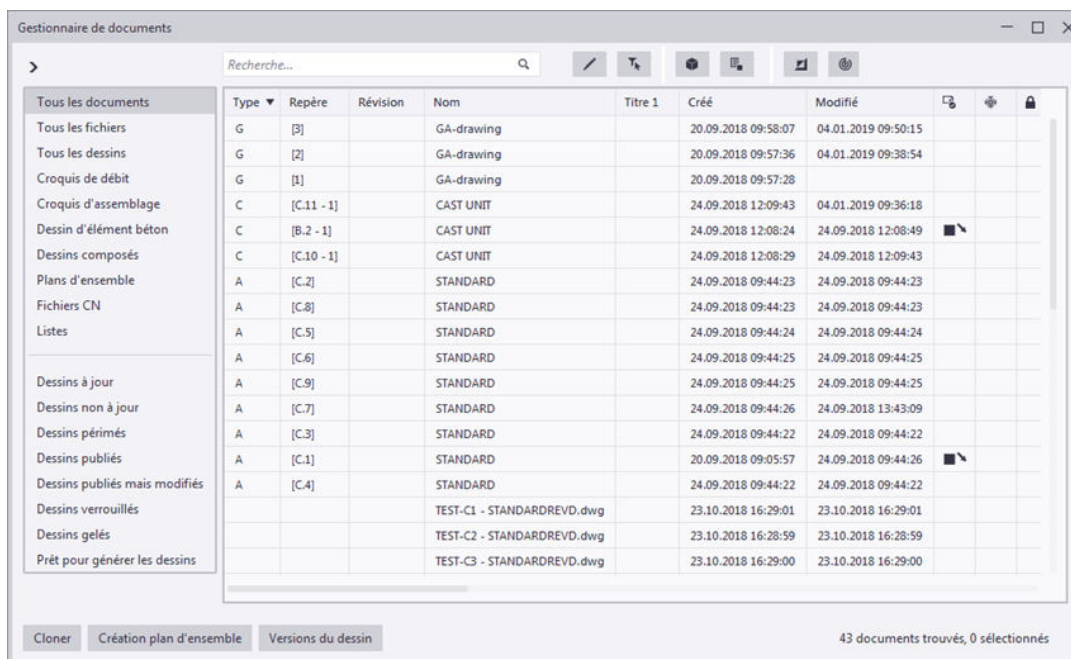 Gestionnaire de documents
Recherche...
Tous les documents
Tous les fichiers
Tous les dessins
Croquis de débit
Croquis d'assemblage
Dessin d'élément béton
Dessins composés
Plans d'ensemble
Fichiers CN
Listes
Dessins à jour
Dessins non à jour
Dessins périmés
Dessins publiés
Dessins publiés mais modifiés
Dessins verrouillés
Dessins gelés
Prêt pour générer les dessins
Type Repère Révision Nom Titre 1 Créé Modifié
G [3] GA-drawing 20.09.2018 09:58:07 04.01.2019 09:50:15
G [2] GA-drawing 20.09.2018 09:57:36 04.01.2019 09:38:54
G [1] GA-drawing 20.09.2018 09:57:28
C [C.11 - 1] CAST UNIT 24.09.2018 12:09:43 04.01.2019 09:36:18
C [B.2 - 1] CAST UNIT 24.09.2018 12:08:24 24.09.2018 12:08:49
C [C.10 - 1] CAST UNIT 24.09.2018 12:08:29 24.09.2018 12:09:43
A [C.2] STANDARD 24.09.2018 09:44:23 24.09.2018 09:44:23
A [C.8] STANDARD 24.09.2018 09:44:23 24.09.2018 09:44:23
A [C.5] STANDARD 24.09.2018 09:44:24 24.09.2018 09:44:24
A [C.6] STANDARD 24.09.2018 09:44:25 24.09.2018 09:44:25
A [C.9] STANDARD 24.09.2018 09:44:25 24.09.2018 09:44:25
A [C.7] STANDARD 24.09.2018 09:44:26 24.09.2018 13:43:09
A [C.3] STANDARD 24.09.2018 09:44:22 24.09.2018 09:44:22
A [C.1] STANDARD 20.09.2018 09:05:57 24.09.2018 09:44:26
A [C.4] STANDARD 24.09.2018 09:44:22 24.09.2018 09:44:22
TEST-C1 - STANDARDREVD.dwg 23.10.2018 16:29:01 23.10.2018 16:29:01
TEST-C2 - STANDARDREVD.dwg 23.10.2018 16:28:59 23.10.2018 16:28:59
TEST-C3 - STANDARDREVD.dwg 23.10.2018 16:29:00 23.10.2018 16:29:00
Cloner Création plan d'ensemble Versions du dessin 43 documents trouvés, 0 sélectionnés